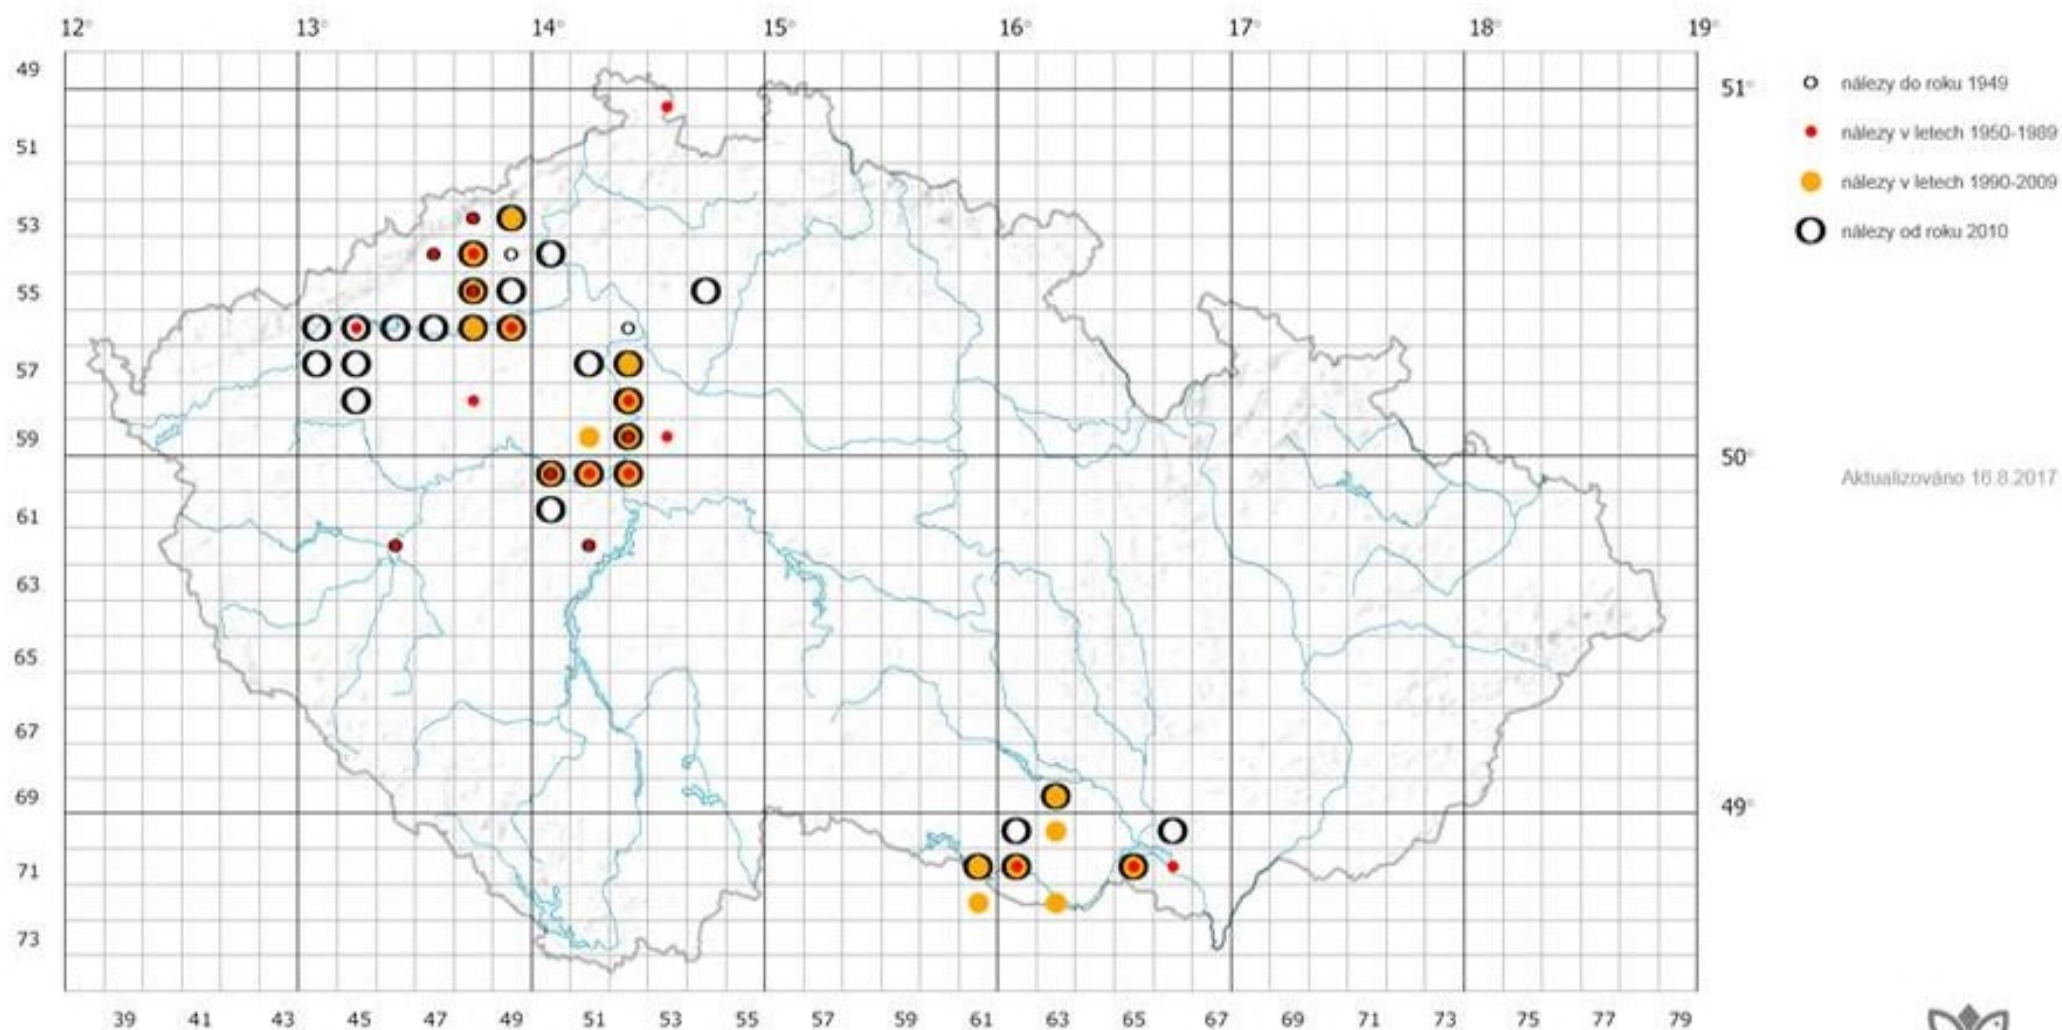 12° 13° 14° 15° 16° 17° 18° 19°
49
51°
nálezy do roku 1949
nálezy v letech 1950-1989
51
nálezy v letech 1990-2009
53
nálezy od roku 2010
55
57
59
50°
Aktualizováno 16.8.2017
61
63
65
67
69
49°
71
73
39 41 43 45 47 49 51 53 55 57 59 61 63 65 67 69 71 73 75 77 79